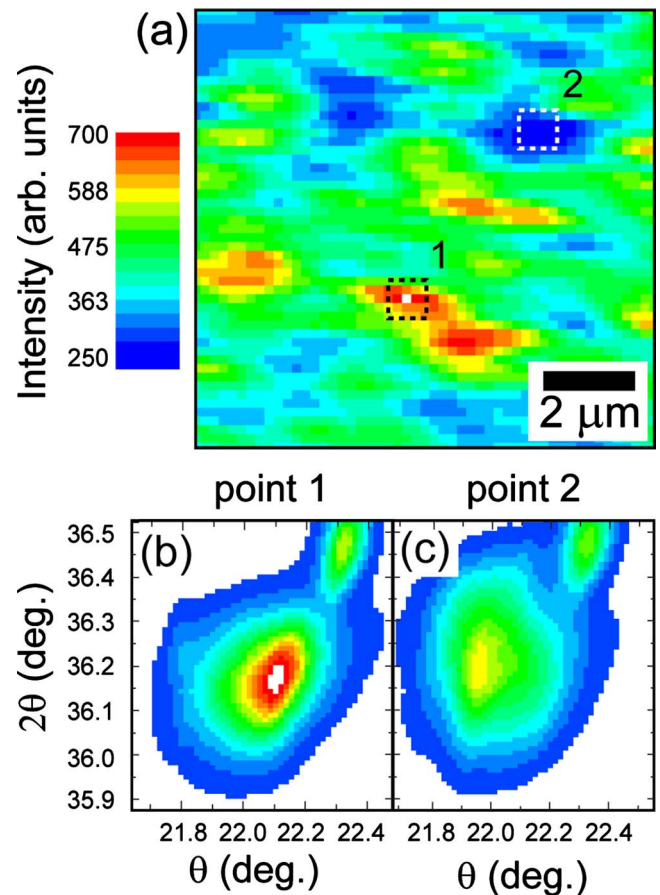 (a)
2
Intensity (arb. units)
700
588
475
363
250
1
2 μm
point 1
point 2
(b)
(c)
2θ (deg.)
36.5
36.4
36.3
36.2
36.1
36.0
35.9
21.8 22.0 22.2 22.4
21.8 22.0 22.2 22.4
θ (deg.)
θ (deg.)